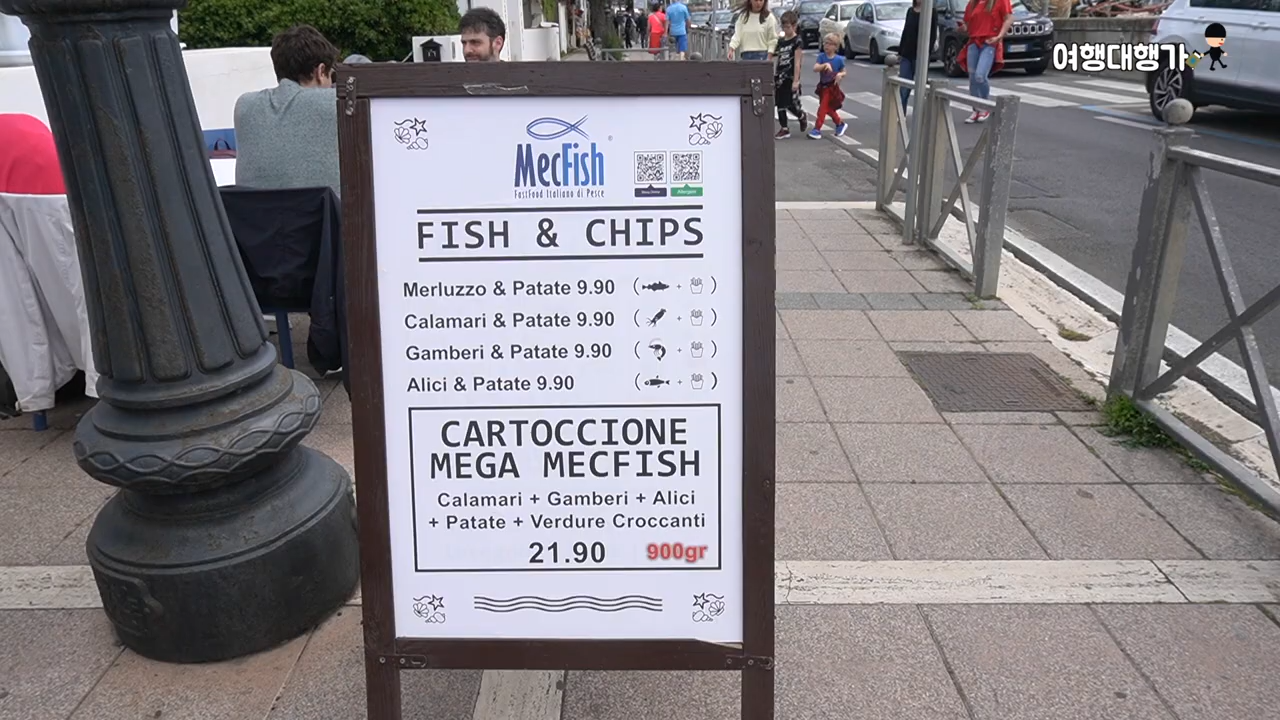 여행대행가
MecFish
FastFood Italiano di Pesce
FISH & CHIPS
Merluzzo & Patate 9.90
Calamari & Patate 9.90
Gamberi & Patate 9.90
Alici & Patate 9.90
CARTOCCIONE
MEGA MECFISH
Calamari + Gamberi + Alici
+ Patate + Verdure Croccanti
21.90 900gr